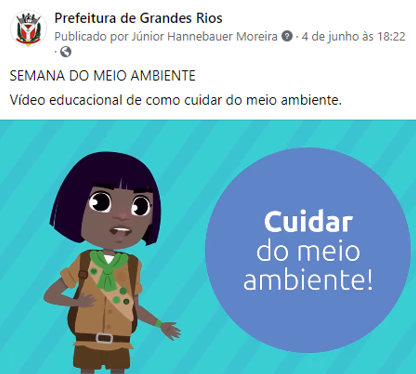 Prefeitura de Grandes Rios
Publicado por Júnior Hannebauer Moreira ? · 4 de junho às 18:22
·
SEMANA DO MEIO AMBIENTE
Vídeo educacional de como cuidar do meio ambiente.
Cuidar
do meio
ambiente!